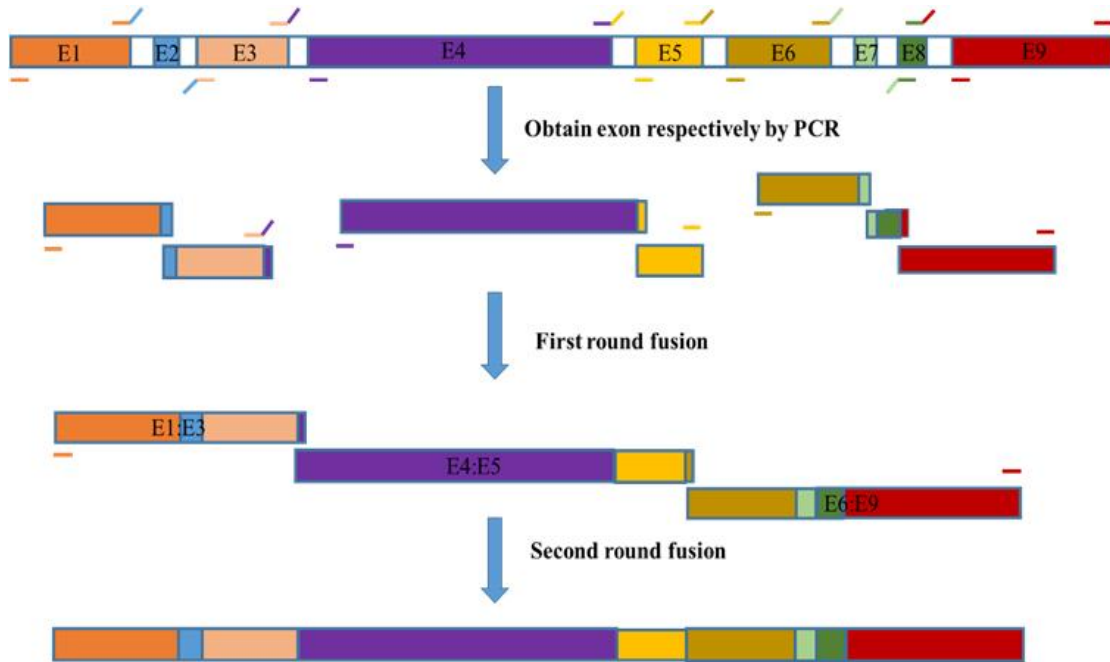 E1 E2 E3 E4 E5 E6 E7 E8 E9
Obtain exon respectively by PCR
First round fusion
E1:E3
E4:E5
E6:E9
Second round fusion